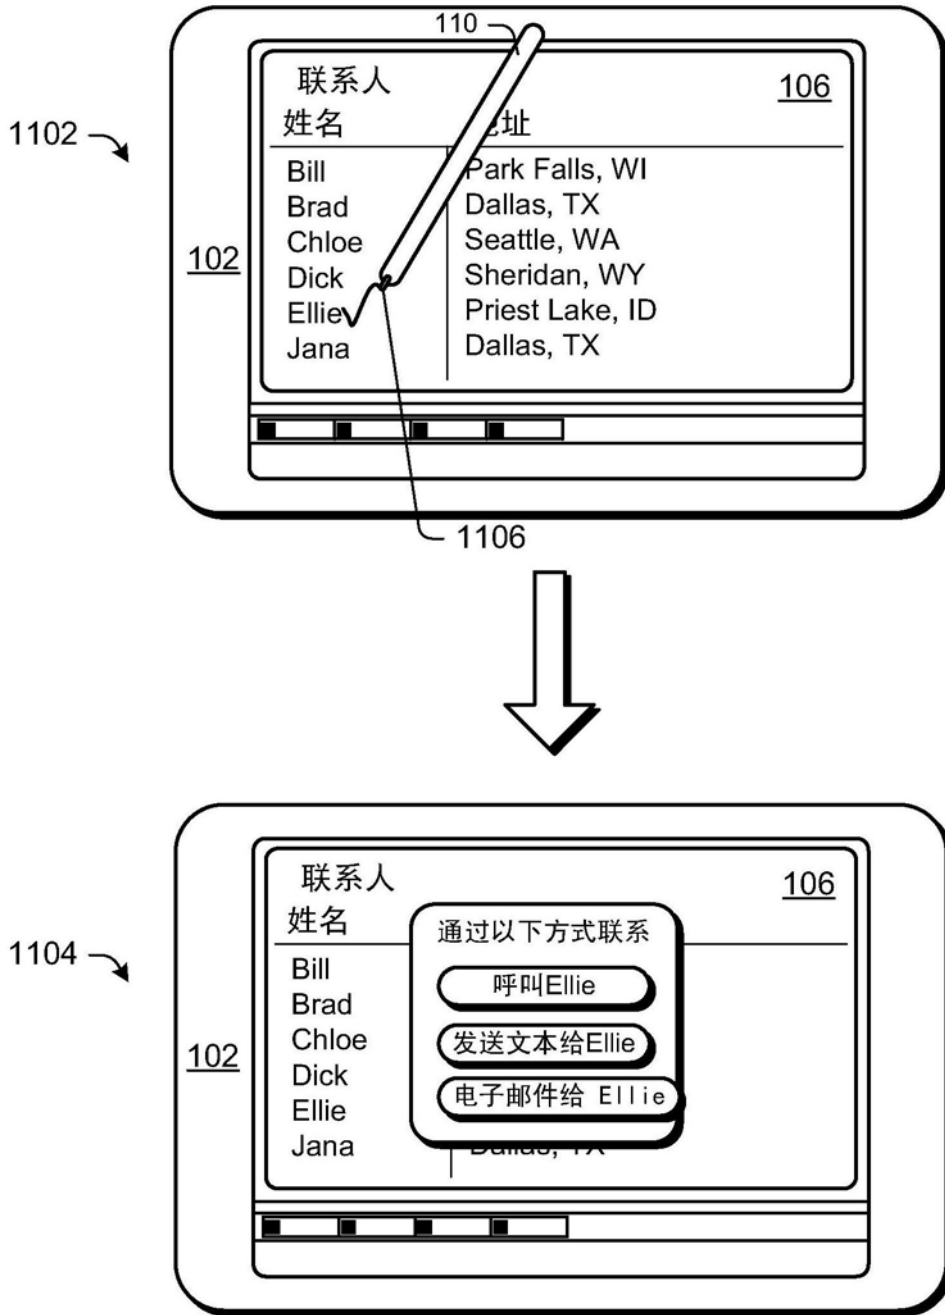 110
联系人
106
姓名
地址
1102
Bill
Park Falls, WI
Brad
Dallas, TX
Chloe
Seattle, WA
102
Dick
Sheridan, WY
Ellie
Priest Lake, ID
Jana
Dallas, TX
1106
联系人
106
姓名
通过以下方式联系
1104
Bill
呼叫Ellie
Brad
Chloe
发送文本给Ellie
102
Dick
电子邮件给 Ellie
Ellie
Jana
Dallas, TX